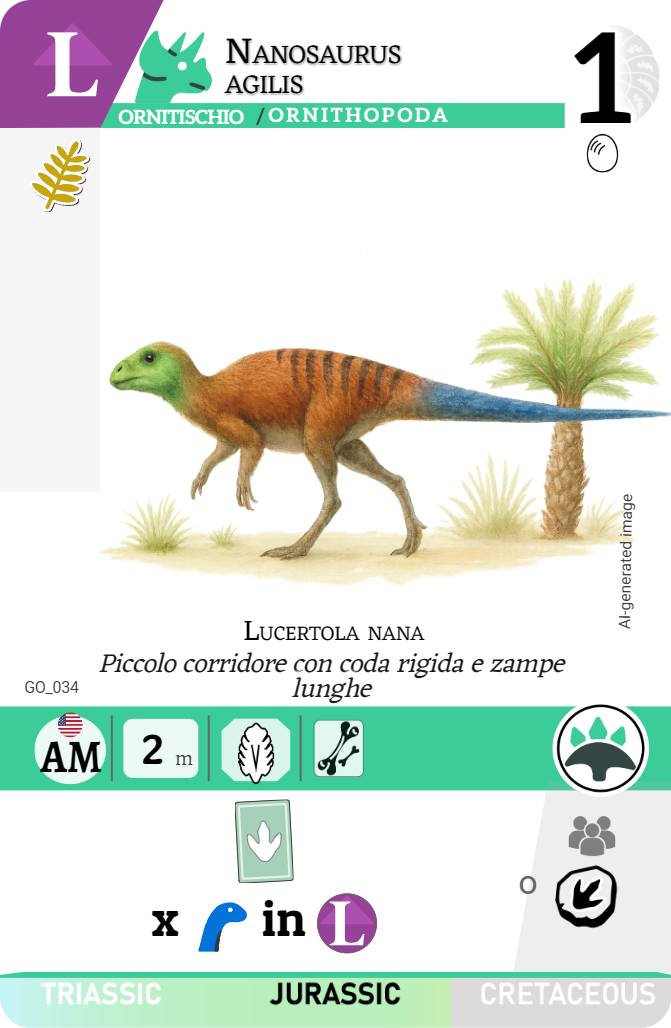 L
NANOSAURUS
AGILIS
1
ORNITISCHIO / ORNITHOPODA
AI-generated image
LUCERTOLA NANA
Piccolo corridore con coda rigida e zampe
lunghe
GO_034
AM
2 m
O
x in L
TRIASSIC JURASSIC CRETACEOUS